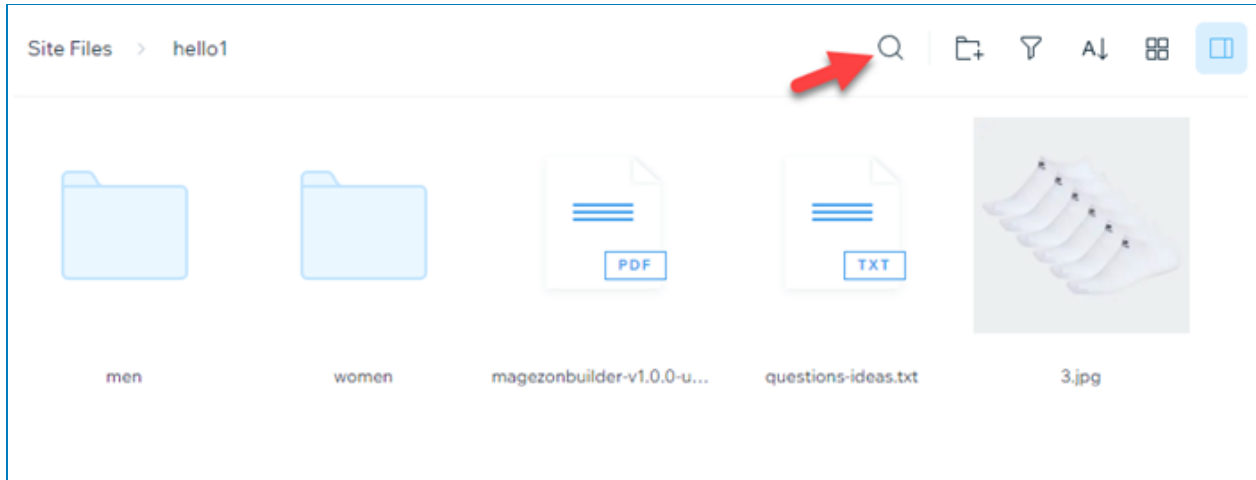 Site Files > hello1
A↓
PDF
TXT
men women magezonbuilder-v1.0.0-u... questions-ideas.txt 3.jpg